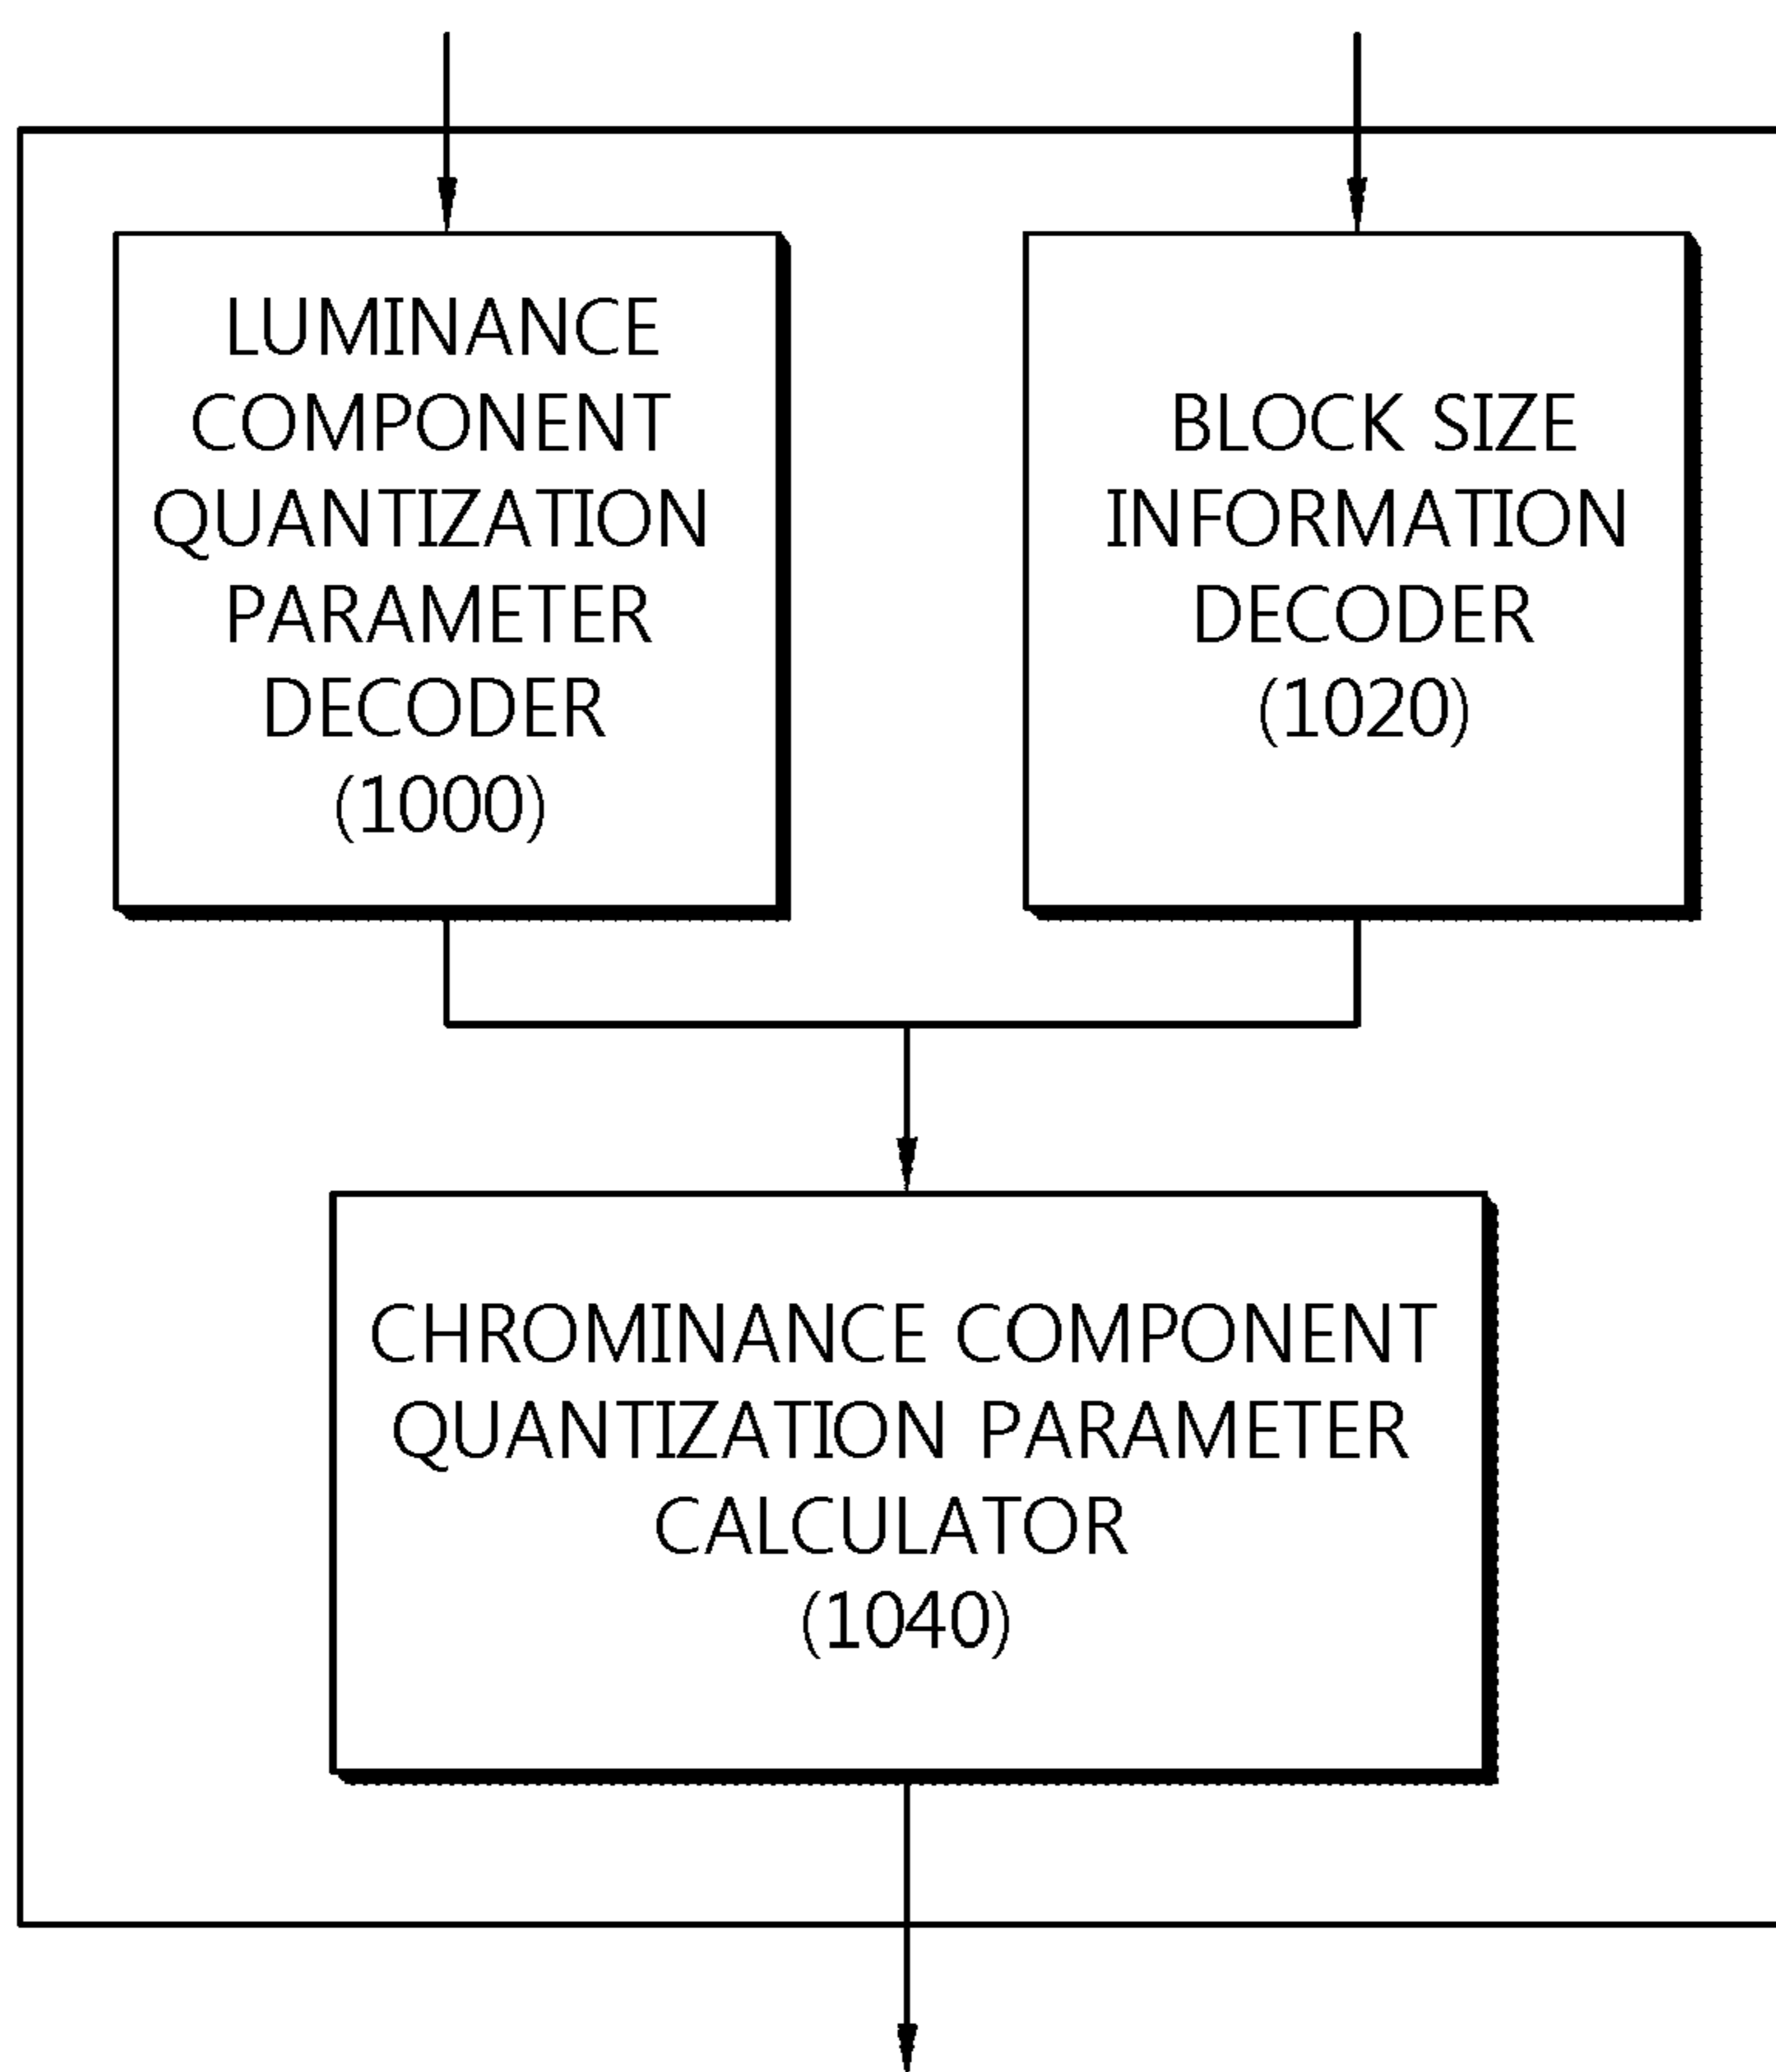 LUMINANCE
COMPONENT
QUANTIZATION
PARAMETER
DECODER
(1000)
BLOCK SIZE
INFORMATION
DECODER
(1020)
CHROMINANCE COMPONENT
QUANTIZATION PARAMETER
CALCULATOR
(1040)